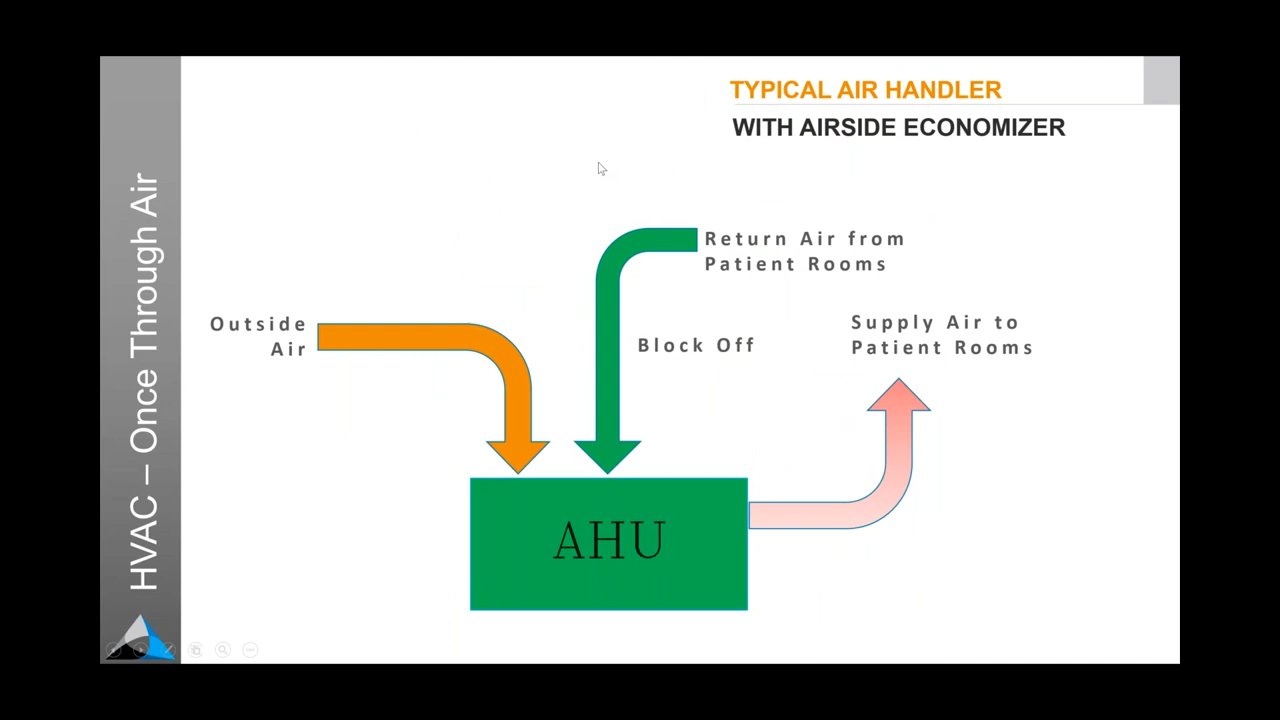 TYPICAL AIR HANDLER
WITH AIRSIDE ECONOMIZER
HVAC – Once Through Air
Return Air from
Patient Rooms
Outside
Air
Block Off
Supply Air to
Patient Rooms
AHU